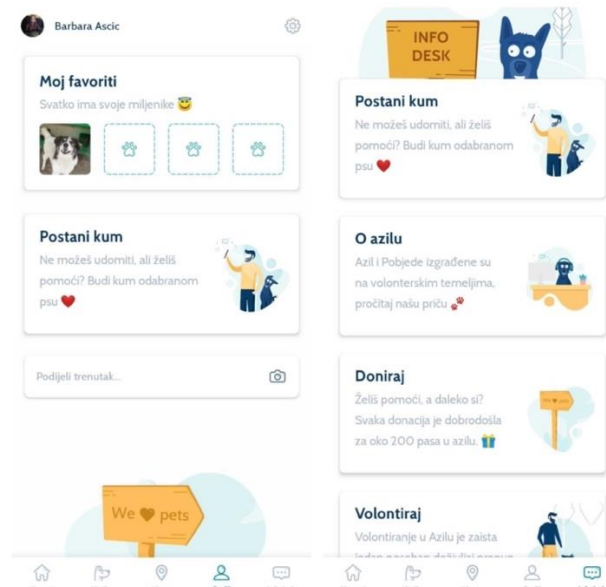 Barbara Ascic
Moj favoriti
Svatko ima svoje miljenike 😇
Postani kum
Ne možeš udomiti, ali želiš
pomoći? Budi kum odabranom
psu ❤️
Podijeli trenutak...
We ♥ pets
INFO
DESK
Postani kum
Ne možeš udomiti, ali želiš
pomoći? Budi kum odabranom
psu ❤️
O azilu
Azil i Pobjede izgrađene su
na volonterskim temeljima,
pročitaj našu priču 🐾
Doniraj
Želiš pomoći, a daleko si?
Svaka donacija je dobrodošla
za oko 200 pasa u azilu. 🎁
We ♥ pets
Volontiraj
Volontiranje u Azilu je zaista